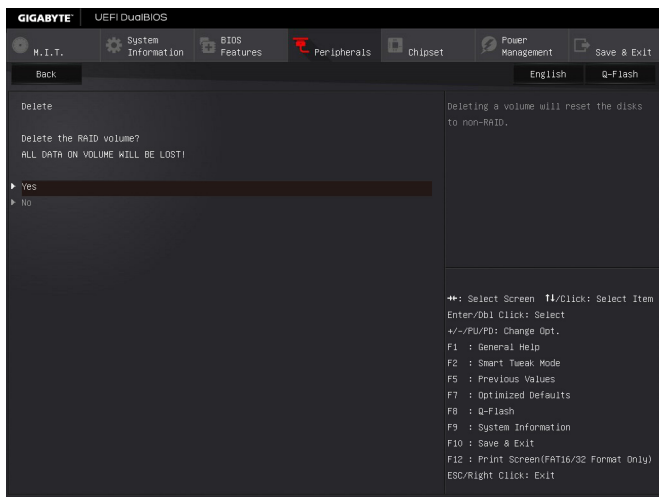 GIGABYTE™ UEFI DualBIOS
M.I.T.
System
Information
BIOS
Features
Peripherals
Chipset
Power
Management
Save & Exit
Back
English
Q-Flash
Delete
Delete the RAID volume?
ALL DATA ON VOLUME WILL BE LOST!
Yes
No
Deleting a volume will reset the disks
to non-RAID.
→←: Select Screen ↑↓/Click: Select Item
Enter/Dbl Click: Select
+/-/PU/PD: Change Opt.
F1 : General Help
F2 : Smart Tweak Mode
F5 : Previous Values
F7 : Optimized Defaults
F8 : Q-Flash
F9 : System Information
F10 : Save & Exit
F12 : Print Screen(FAT16/32 Format Only)
ESC/Right Click: Exit